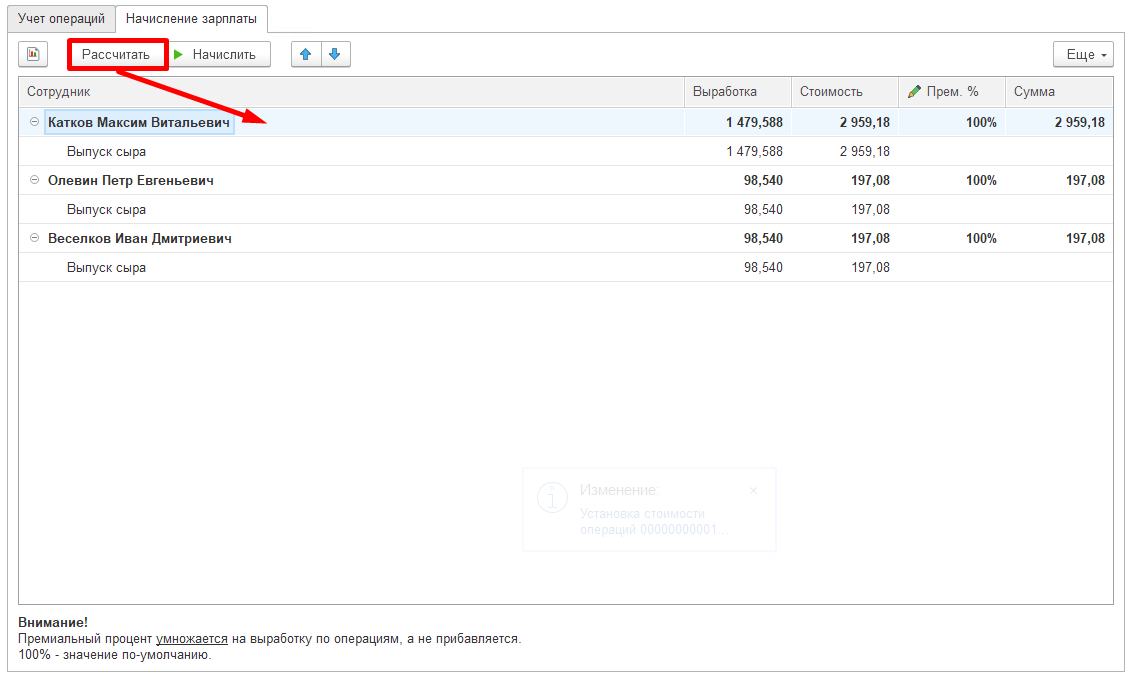 Учет операций Начисление зарплаты
Рассчитать Начислить Еще
Сотрудник Выработка Стоимость Прем. % Сумма
Катков Максим Витальевич 1 479,588 2 959,18 100% 2 959,18
Выпуск сыра 1 479,588 2 959,18
Олевин Петр Евгеньевич 98,540 197,08 100% 197,08
Выпуск сыра 98,540 197,08
Веселков Иван Дмитриевич 98,540 197,08 100% 197,08
Выпуск сыра 98,540 197,08
Изменение:
Установка стоимости
операций 00000000001...
Внимание!
Премиальный процент умножается на выработку по операциям, а не прибавляется.
100% - значение по-умолчанию.